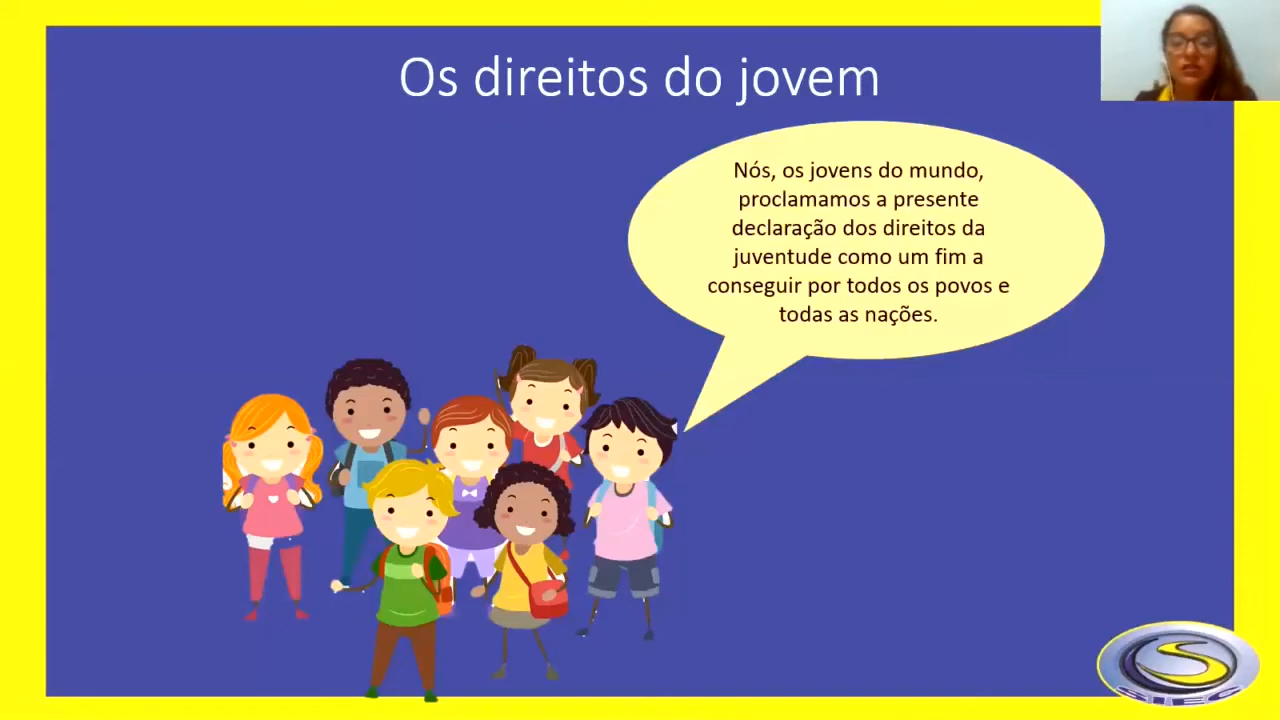 Os direitos do jovem
Nós, os jovens do mundo,
proclamamos a presente
declaração dos direitos da
juventude como um fim a
conseguir por todos os povos e
todas as nações.
SIEC